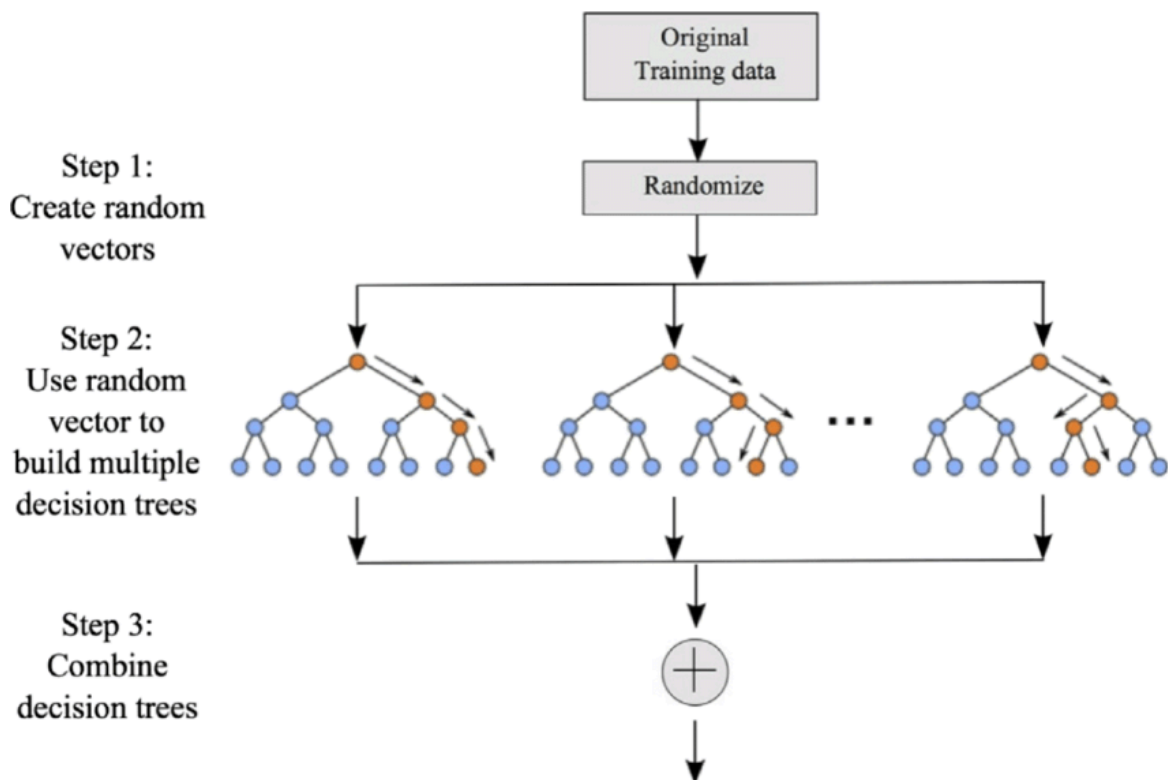 Original
Training data
Step 1:
Create random
vectors
Randomize
Step 2:
Use random
vector to
build multiple
decision trees
...
Step 3:
Combine
decision trees
+